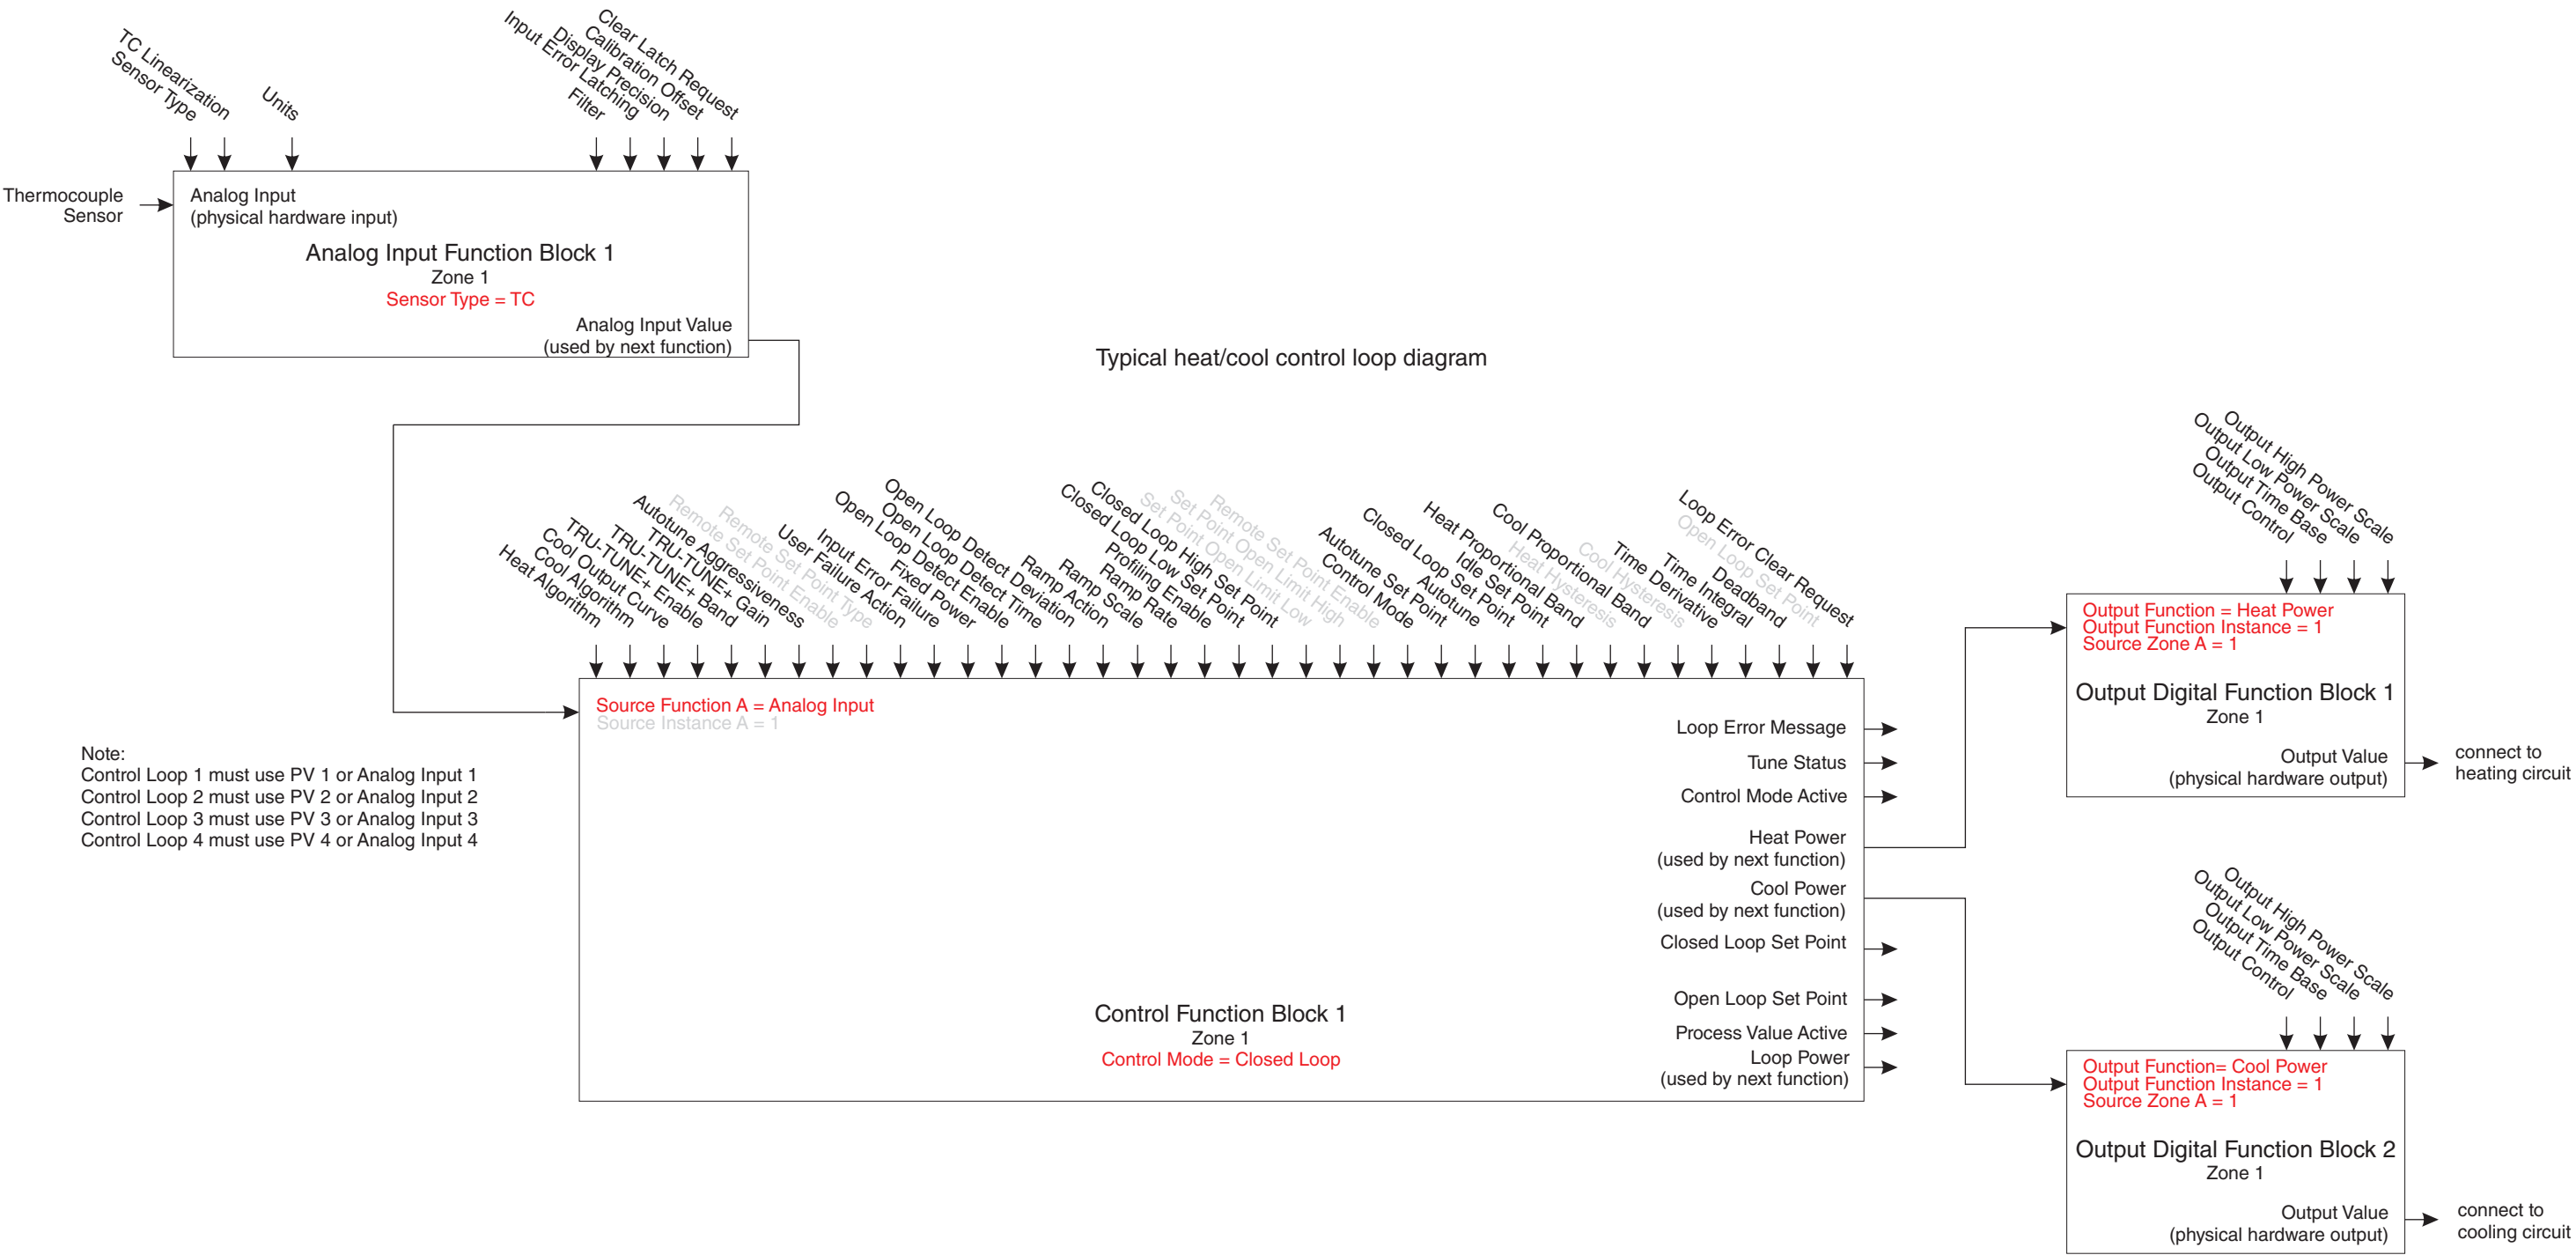 TC Linearization
Sensor Type
Units
Clear Latch Request
Calibration Offset
Display Precision
Input Error Latching
Filter
Thermocouple
Sensor
Analog Input
(physical hardware input)
Analog Input Function Block 1
Zone 1
Sensor Type = TC
Analog Input Value
(used by next function)
Typical heat/cool control loop diagram
Heat Algorithm
Cool Algorithm
Cool Output Curve
TRU-TUNE+ Enable
TRU-TUNE+ Band
TRU-TUNE+ Gain
Autotune Aggressiveness
Remote Set Point Enable
Remote Set Point Type
User Failure Action
Input Error Failure
Fixed Power
Open Loop Detect Enable
Open Loop Detect Time
Open Loop Detect Deviation
Ramp Action
Ramp Scale
Ramp Rate
Profiling Enable
Closed Loop Low Set Point
Closed Loop High Set Point
Set Point Open Limit Low
Set Point Open Limit High
Remote Set Point Enable
Control Mode
Autotune Set Point
Autotune
Closed Loop Set Point
Idle Set Point
Heat Proportional Band
Heat Hysteresis
Cool Proportional Band
Cool Hysteresis
Time Derivative
Time Integral
Deadband
Open Loop Set Point
Loop Error Clear Request
Source Function A = Analog Input
Source Instance A = 1
Loop Error Message
Tune Status
Control Mode Active
Heat Power
(used by next function)
Cool Power
(used by next function)
Closed Loop Set Point
Open Loop Set Point
Process Value Active
Loop Power
(used by next function)
Control Function Block 1
Zone 1
Control Mode = Closed Loop
Note:
Control Loop 1 must use PV 1 or Analog Input 1
Control Loop 2 must use PV 2 or Analog Input 2
Control Loop 3 must use PV 3 or Analog Input 3
Control Loop 4 must use PV 4 or Analog Input 4
Output High Power Scale
Output Low Power Scale
Output Time Base
Output Control
Output Function = Heat Power
Output Function Instance = 1
Source Zone A = 1
Output Digital Function Block 1
Zone 1
Output Value
(physical hardware output)
connect to
heating circuit
Output High Power Scale
Output Low Power Scale
Output Time Base
Output Control
Output Function= Cool Power
Output Function Instance = 1
Source Zone A = 1
Output Digital Function Block 2
Zone 1
Output Value
(physical hardware output)
connect to
cooling circuit